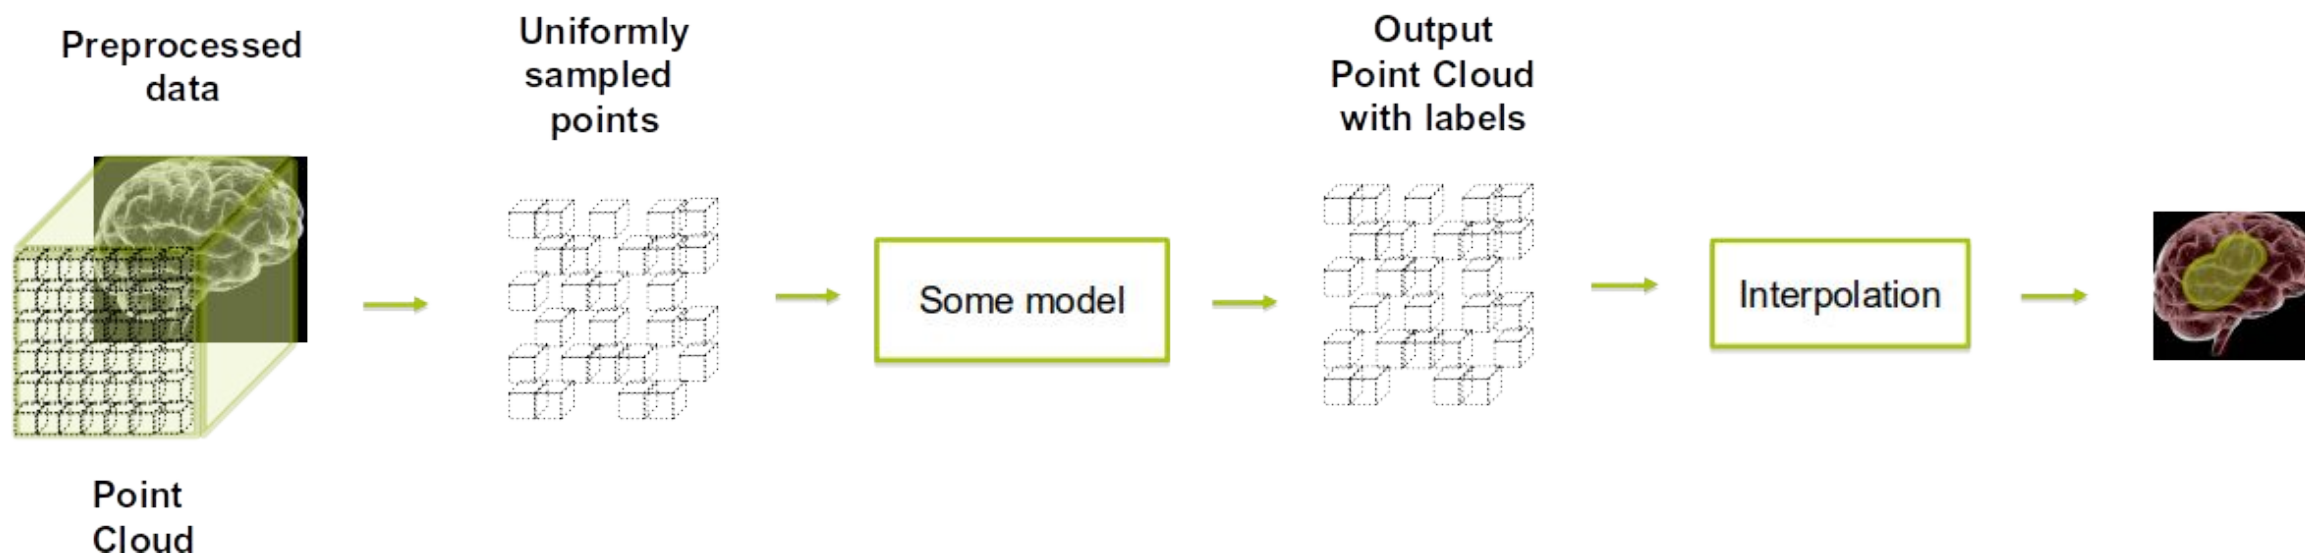 Preprocessed
data
Point
Cloud
Uniformly
sampled
points
Some model
Output
Point Cloud
with labels
Interpolation